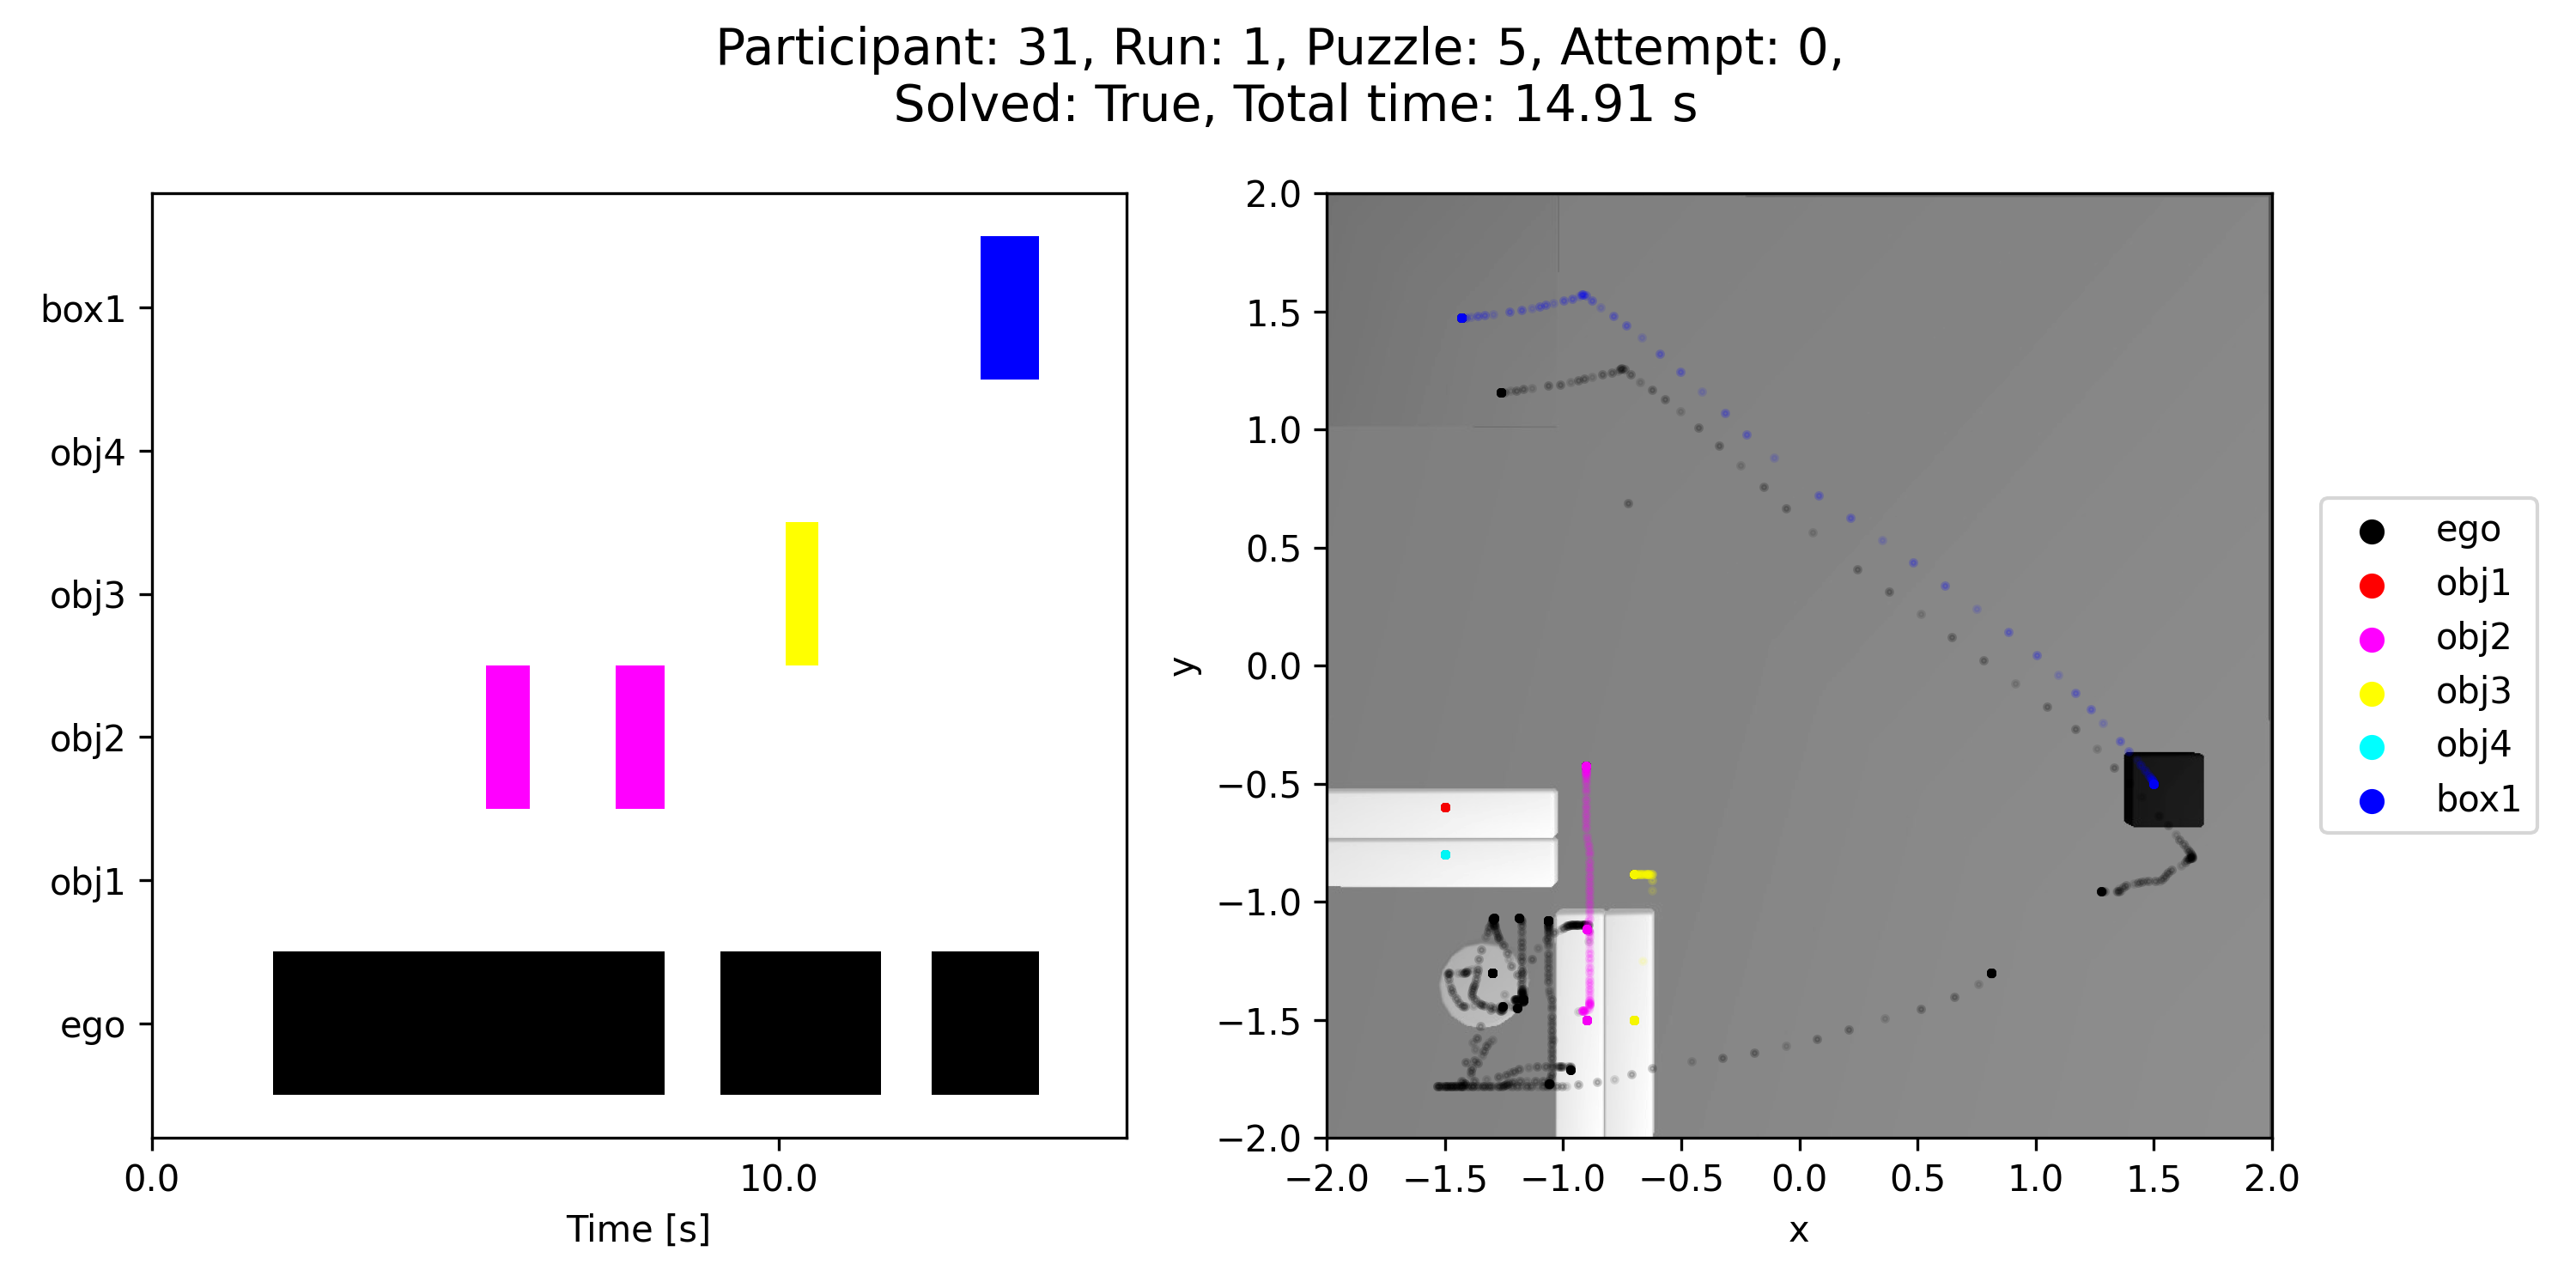 Participant: 31, Run: 1, Puzzle: 5, Attempt: 0,
Solved: True, Total time: 14.91 s
box1
obj4
obj3
obj2
obj1
ego
0.0
10.0
Time [s]
2.0
1.5
1.0
0.5
0.0
−0.5
−1.0
−1.5
−2.0
y
−2.0
−1.5
−1.0
−0.5
0.0
0.5
1.0
1.5
2.0
x
ego
obj1
obj2
obj3
obj4
box1